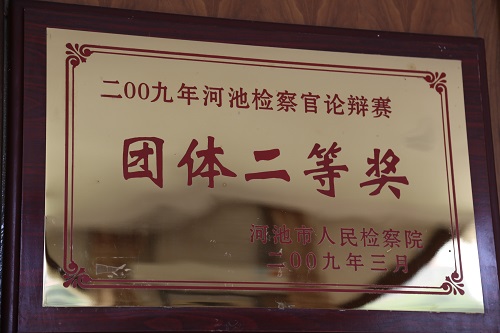 二00九年河池检察官论辩赛
团体二等奖
河池市人民检察院
二00九年三月